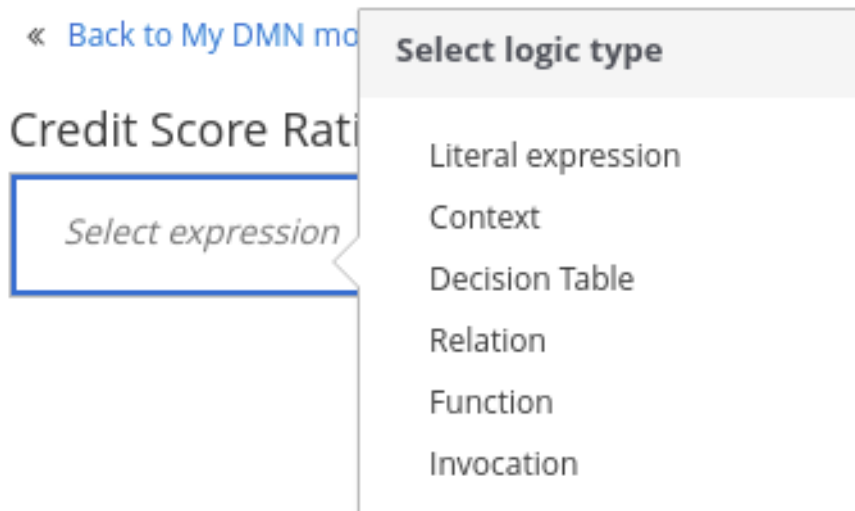 « Back to My DMN mo
Select logic type
Credit Score Rati
Select expression
Literal expression
Context
Decision Table
Relation
Function
Invocation